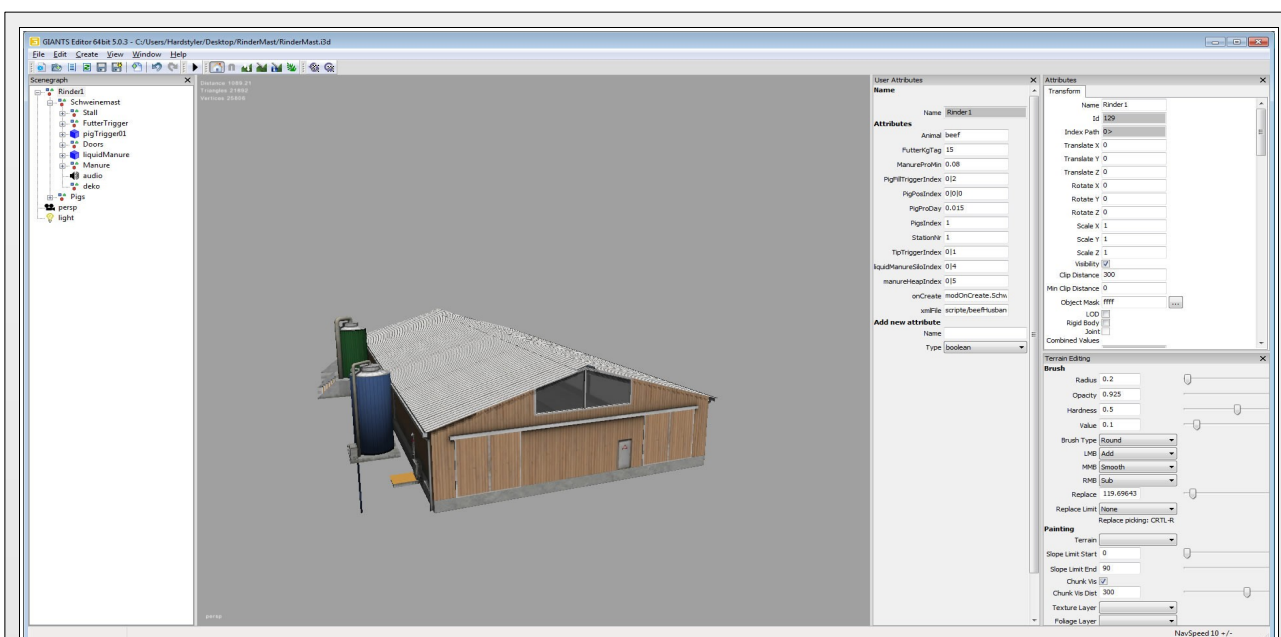 GIANTS Editor 64bit 5.0.3 - C:/Users/Hardstyler/Desktop/RinderMast/RinderMast.i3d
File Edit Create View Window Help
Scenegraph
Rinder1
Schweinemast
Stall
FutterTrigger
pigTrigger01
Doors
liquidManure
Manure
audio
deko
Pigs
persp
light
Triangles 21692
persp
User Attributes
Name
Name Rinder1
Attributes
Animal beef
FutterKgTag 15
ManureProMin 0.08
PigFillTriggerIndex 0|2
PigPosIndex 0|0|0
PigProDay 0.015
PigsIndex 1
StationNr 1
TipTriggerIndex 0|1
liquidManureSiloIndex 0|4
manureHeapIndex 0|5
onCreate modOnCreate.Schw
xmlFile scripte/beefHusban
Add new attribute
Name
Type boolean
Attributes
Transform
Name Rinder1
Id 129
Index Path 0>
Translate X 0
Translate Y 0
Translate Z 0
Rotate X 0
Rotate Y 0
Rotate Z 0
Scale X 1
Scale Y 1
Scale Z 1
Visibility
Clip Distance 300
Min Clip Distance 0
Object Mask ffff ...
LOD
Rigid Body
Joint
Combined Values
Terrain Editing
Brush
Radius 0.2
Opacity 0.925
Hardness 0.5
Value 0.1
Brush Type Round
LMB Add
MMB Smooth
RMB Sub
Replace 119.69643
Replace Limit None
Replace picking: CRTL-R
Painting
Terrain
Slope Limit Start 0
Slope Limit End 90
Chunk Vis
Chunk Vis Dist 300
Texture Layer
Foliage Layer
NavSpeed 10 +/-